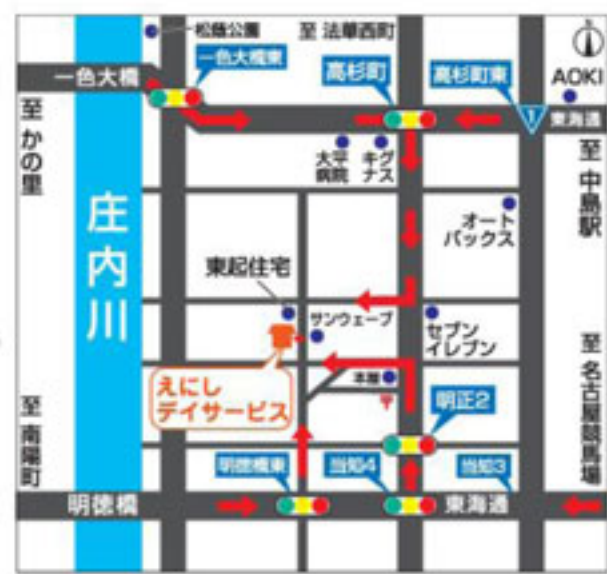 松蔭公園
至 法華西町
一色大橋東
高杉町
高杉町東
AOKI
一色大橋
1
東海通
至 かの里
太平
病院
キグ
ナス
至 中島駅
オート
バックス
庄内川
東起住宅
サンウェーブ
セブン
イレブン
えにし
デイサービス
本屋
〒
明正2
至 名古屋競馬場
至 南陽町
明徳橋東
当知4
当知3
明徳橋
東海通